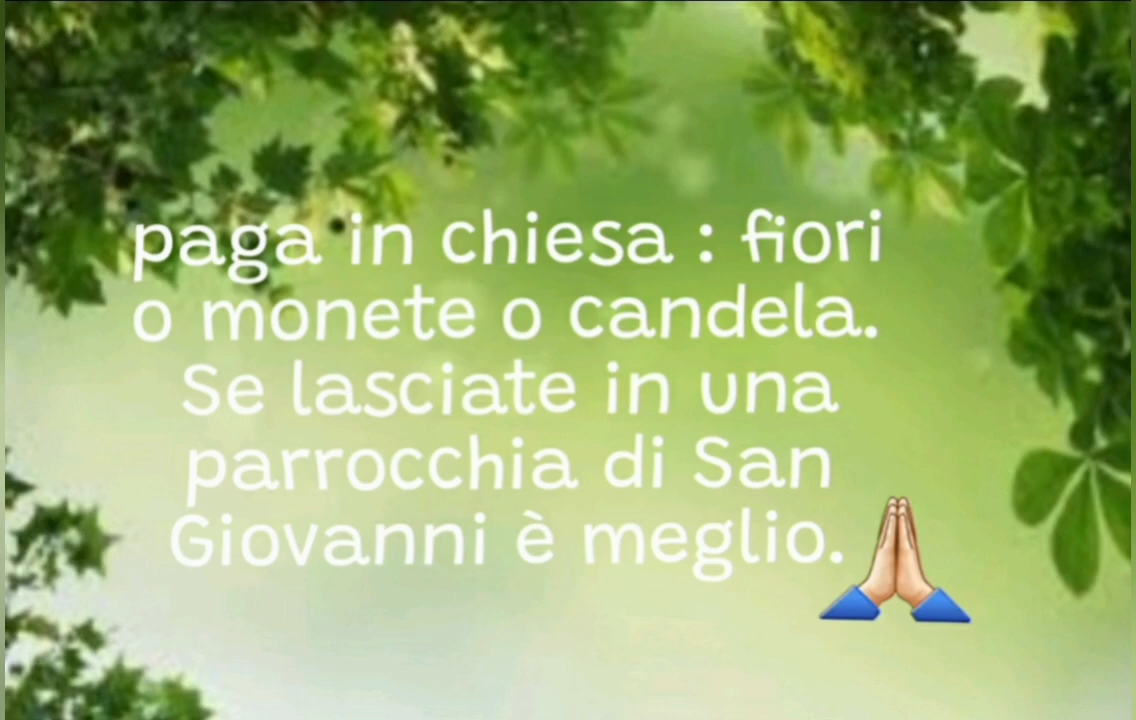 paga in chiesa : fiori
o monete o candela.
Se lasciate in una
parrocchia di San
Giovanni è meglio.